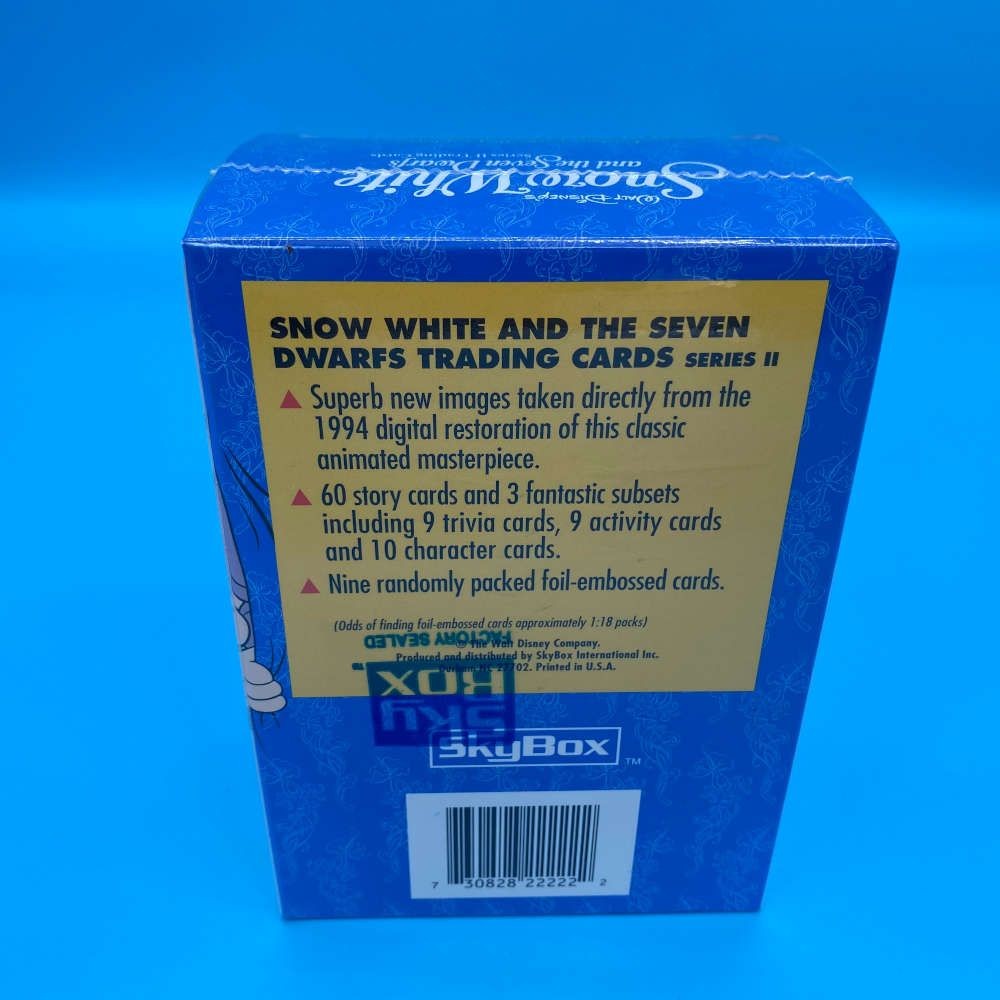 WALT DISNEY'S
Snow White
and the Seven Dwarfs
Series II Trading Cards
SNOW WHITE AND THE SEVEN
DWARFS TRADING CARDS SERIES II
Superb new images taken directly from the
1994 digital restoration of this classic
animated masterpiece.
60 story cards and 3 fantastic subsets
including 9 trivia cards, 9 activity cards
and 10 character cards.
Nine randomly packed foil-embossed cards.
(Odds of finding foil-embossed cards approximately 1:18 packs)
© The Walt Disney Company.
Produced and distributed by SkyBox International Inc.
Durham NC 27702. Printed in U.S.A.
FACTORY SEALED
SKY
BOX
TM
SkyBox TM
7 30828 22222 2